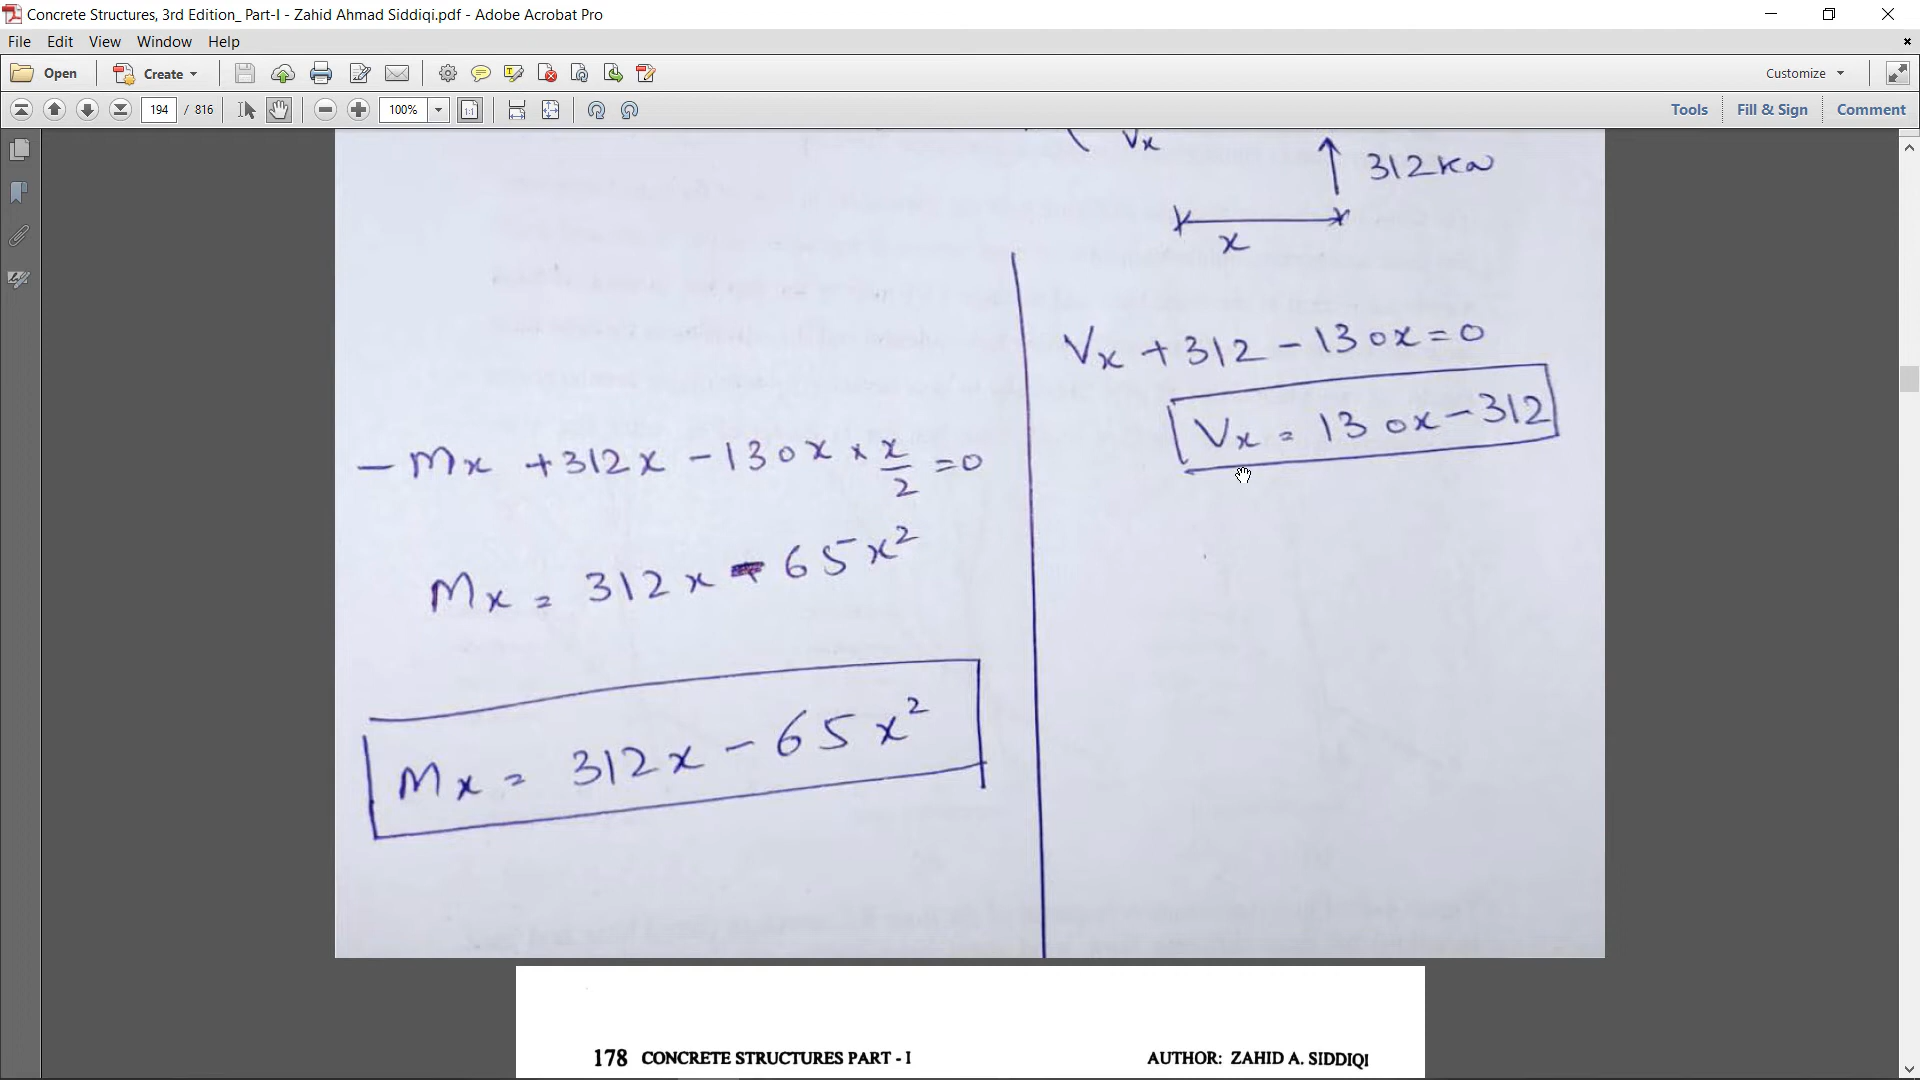 Concrete Structures, 3rd Edition_ Part-I - Zahid Ahmad Siddiqi.pdf - Adobe Acrobat Pro
File Edit View Window Help
Open Create Customize
194 / 816 100% Tools Fill & Sign Comment
Vx
312KN
x
Vx +312 -130x=0
Vx = 130x-312
-Mx +312x -130x × x/2 =0
Mx = 312x - 65x²
Mx = 312x - 65x²
178 CONCRETE STRUCTURES PART - I AUTHOR: ZAHID A. SIDDIQI